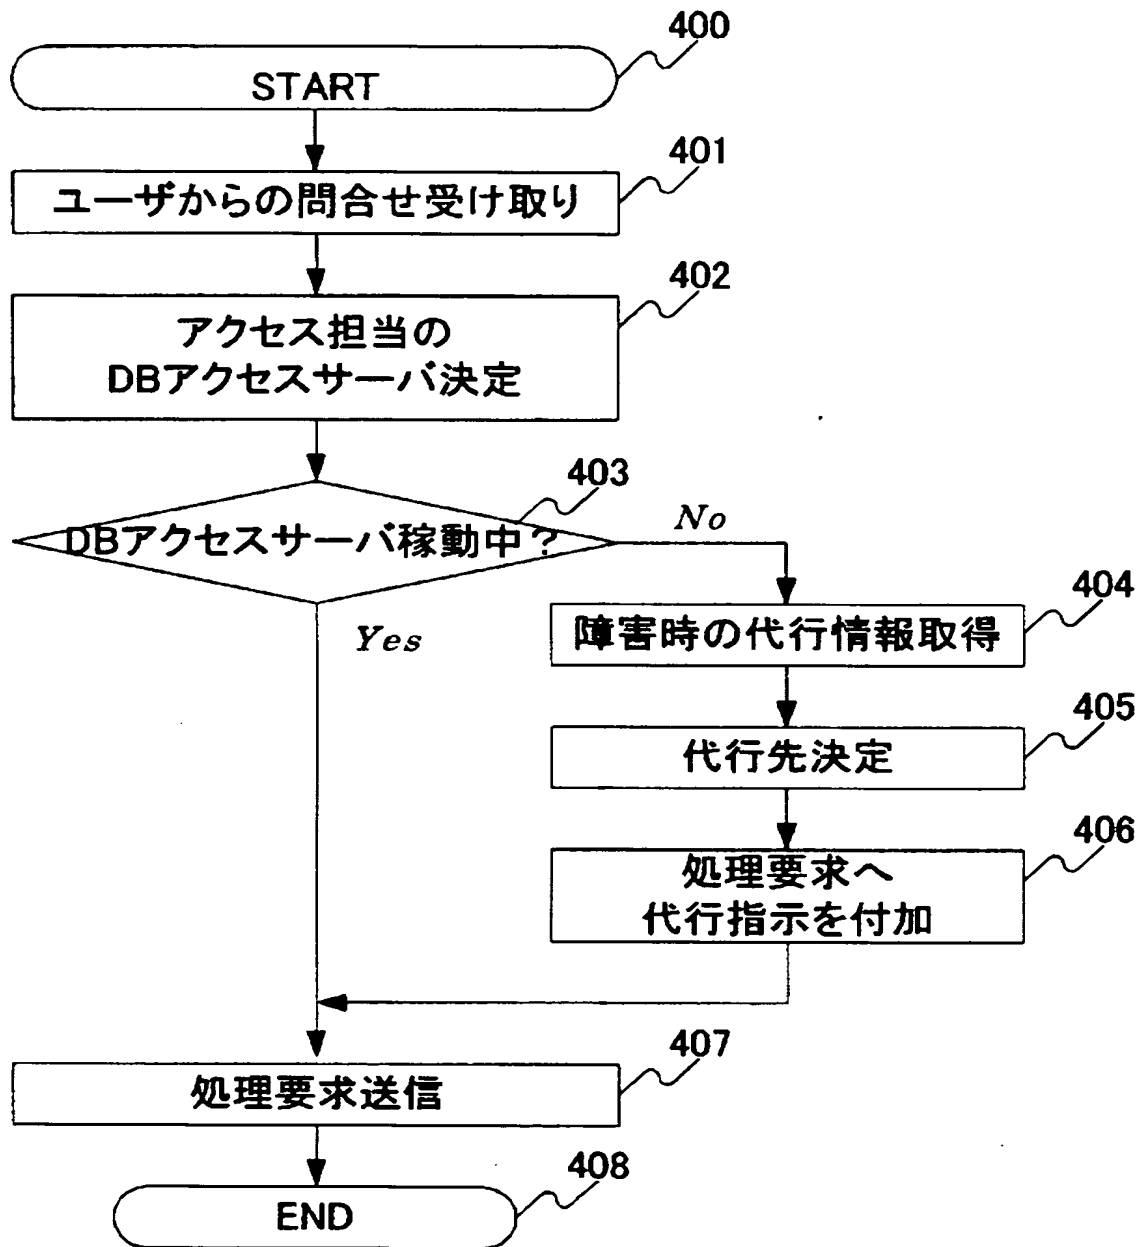 400
START
401
ユーザからの問合せ受け取り
402
アクセス担当の
DBアクセスサーバ決定
403
DBアクセスサーバ稼動中?
No
Yes
404
障害時の代行情報取得
405
代行先決定
406
処理要求へ
代行指示を付加
407
処理要求送信
408
END